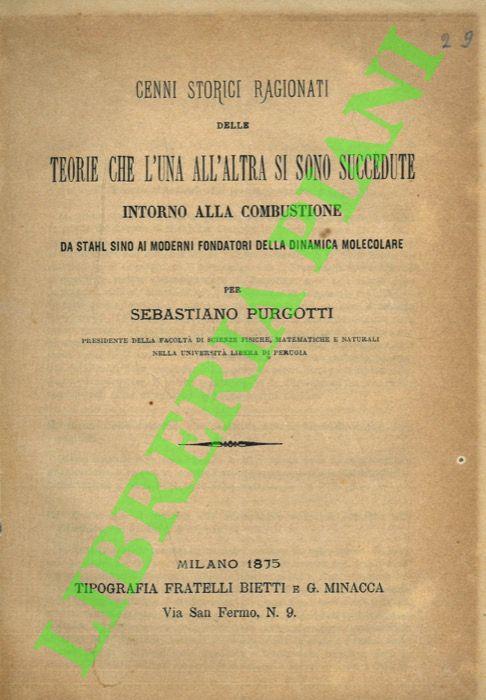 29
CENNI STORICI RAGIONATI
DELLE
TEORIE CHE L'UNA ALL'ALTRA SI SONO SUCCEDUTE
INTORNO ALLA COMBUSTIONE
DA STAHL SINO AI MODERNI FONDATORI DELLA DINAMICA MOLECOLARE
PER
SEBASTIANO PURGOTTI
PRESIDENTE DELLA FACOLTÀ DI SCIENZE FISICHE, MATEMATICHE E NATURALI
NELLA UNIVERSITÀ LIBERA DI PERUGIA
MILANO 1875
TIPOGRAFIA FRATELLI BIETTI E G. MINACCA
Via San Fermo, N. 9.
LIBRERIA PIANI